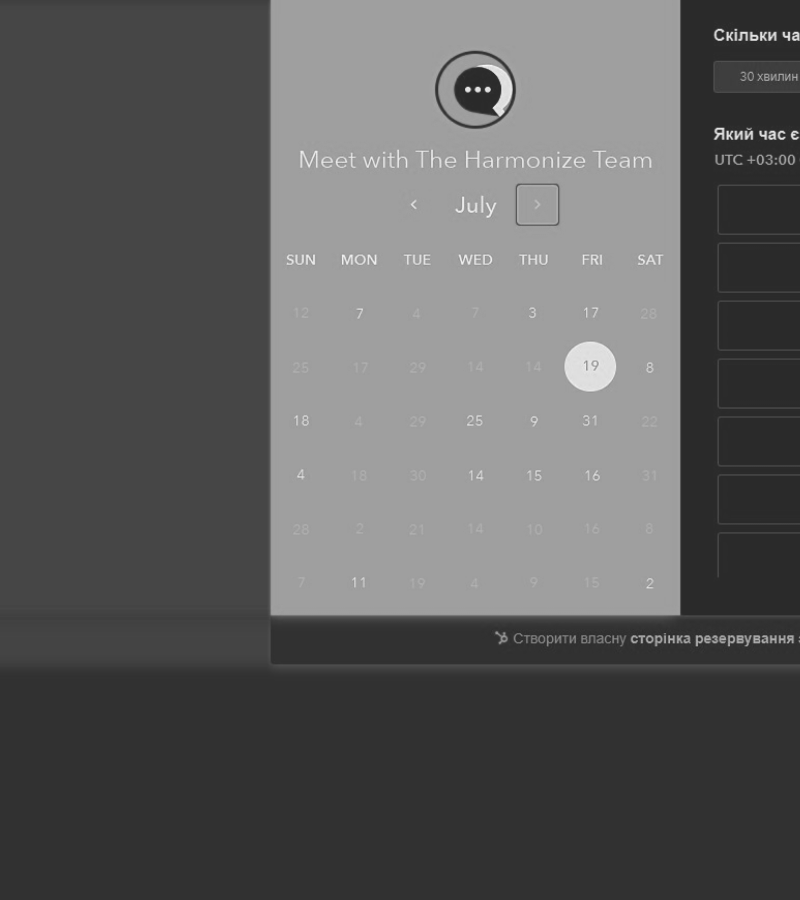 Скільки ча
30 хвилин
Який час є
UTC +03:00
Meet with The Harmonize Team
July
SUN MON TUE WED THU FRI SAT
12 7 4 7 3 17 28
25 17 29 14 14 19 8
18 4 29 25 9 31 22
4 18 30 14 15 16 31
28 2 21 14 10 16 8
7 11 19 4 9 15 2
Створити власну сторінка резервування